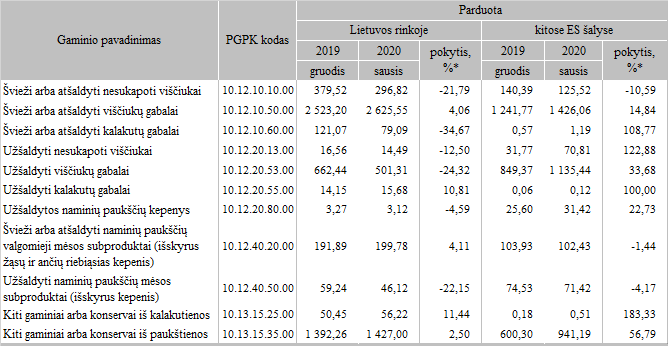 Gaminio pavadinimas PGPK kodas Parduota
Lietuvos rinkoje kitose ES šalyse
2019 2020 pokytis, 2019 2020 pokytis,
gruodis sausis %* gruodis sausis %*
Švieži arba atšaldyti nesukapoti viščiukai 10.12.10.10.00 379,52 296,82 -21,79 140,39 125,52 -10,59
Švieži arba atšaldyti viščiukų gabalai 10.12.10.50.00 2 523,20 2 625,55 4,06 1 241,77 1 426,06 14,84
Švieži arba atšaldyti kalakutų gabalai 10.12.10.60.00 121,07 79,09 -34,67 0,57 1,19 108,77
Užšaldyti nesukapoti viščiukai 10.12.20.13.00 16,56 14,49 -12,50 31,77 70,81 122,88
Užšaldyti viščiukų gabalai 10.12.20.53.00 662,44 501,31 -24,32 849,37 1 135,44 33,68
Užšaldyti kalakutų gabalai 10.12.20.55.00 14,15 15,68 10,81 0,06 0,12 100,00
Užšaldytos naminių paukščių kepenys 10.12.20.80.00 3,27 3,12 -4,59 25,60 31,42 22,73
Švieži arba atšaldyti naminių paukščių
valgomieji mėsos subproduktai (išskyrus 10.12.40.20.00 191,89 199,78 4,11 103,93 102,43 -1,44
žąsų ir ančių riebiąsias kepenis)
Užšaldyti naminių paukščių mėsos
subproduktai (išskyrus kepenis) 10.12.40.50.00 59,24 46,12 -22,15 74,53 71,42 -4,17
Kiti gaminiai arba konservai iš kalakutienos 10.13.15.25.00 50,45 56,22 11,44 0,18 0,51 183,33
Kiti gaminiai arba konservai iš paukštienos 10.13.15.35.00 1 392,26 1 427,00 2,50 600,30 941,19 56,79